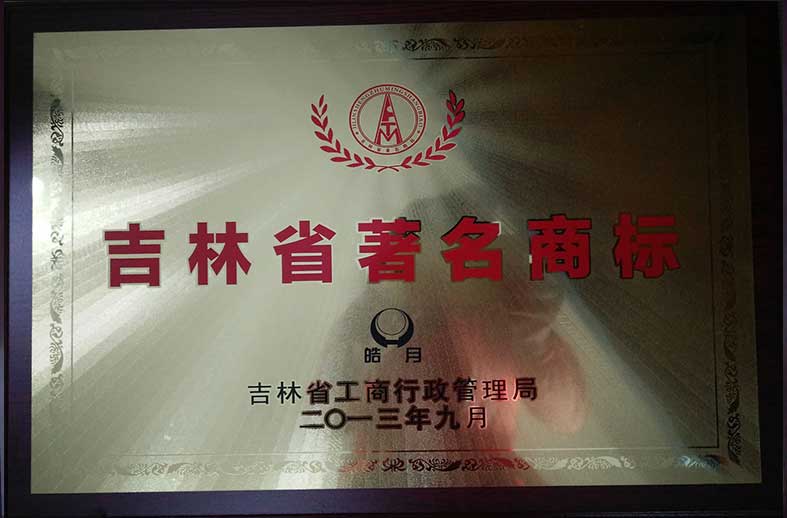 吉林省著名商标
皓月
吉林省工商行政管理局
二〇一三年九月